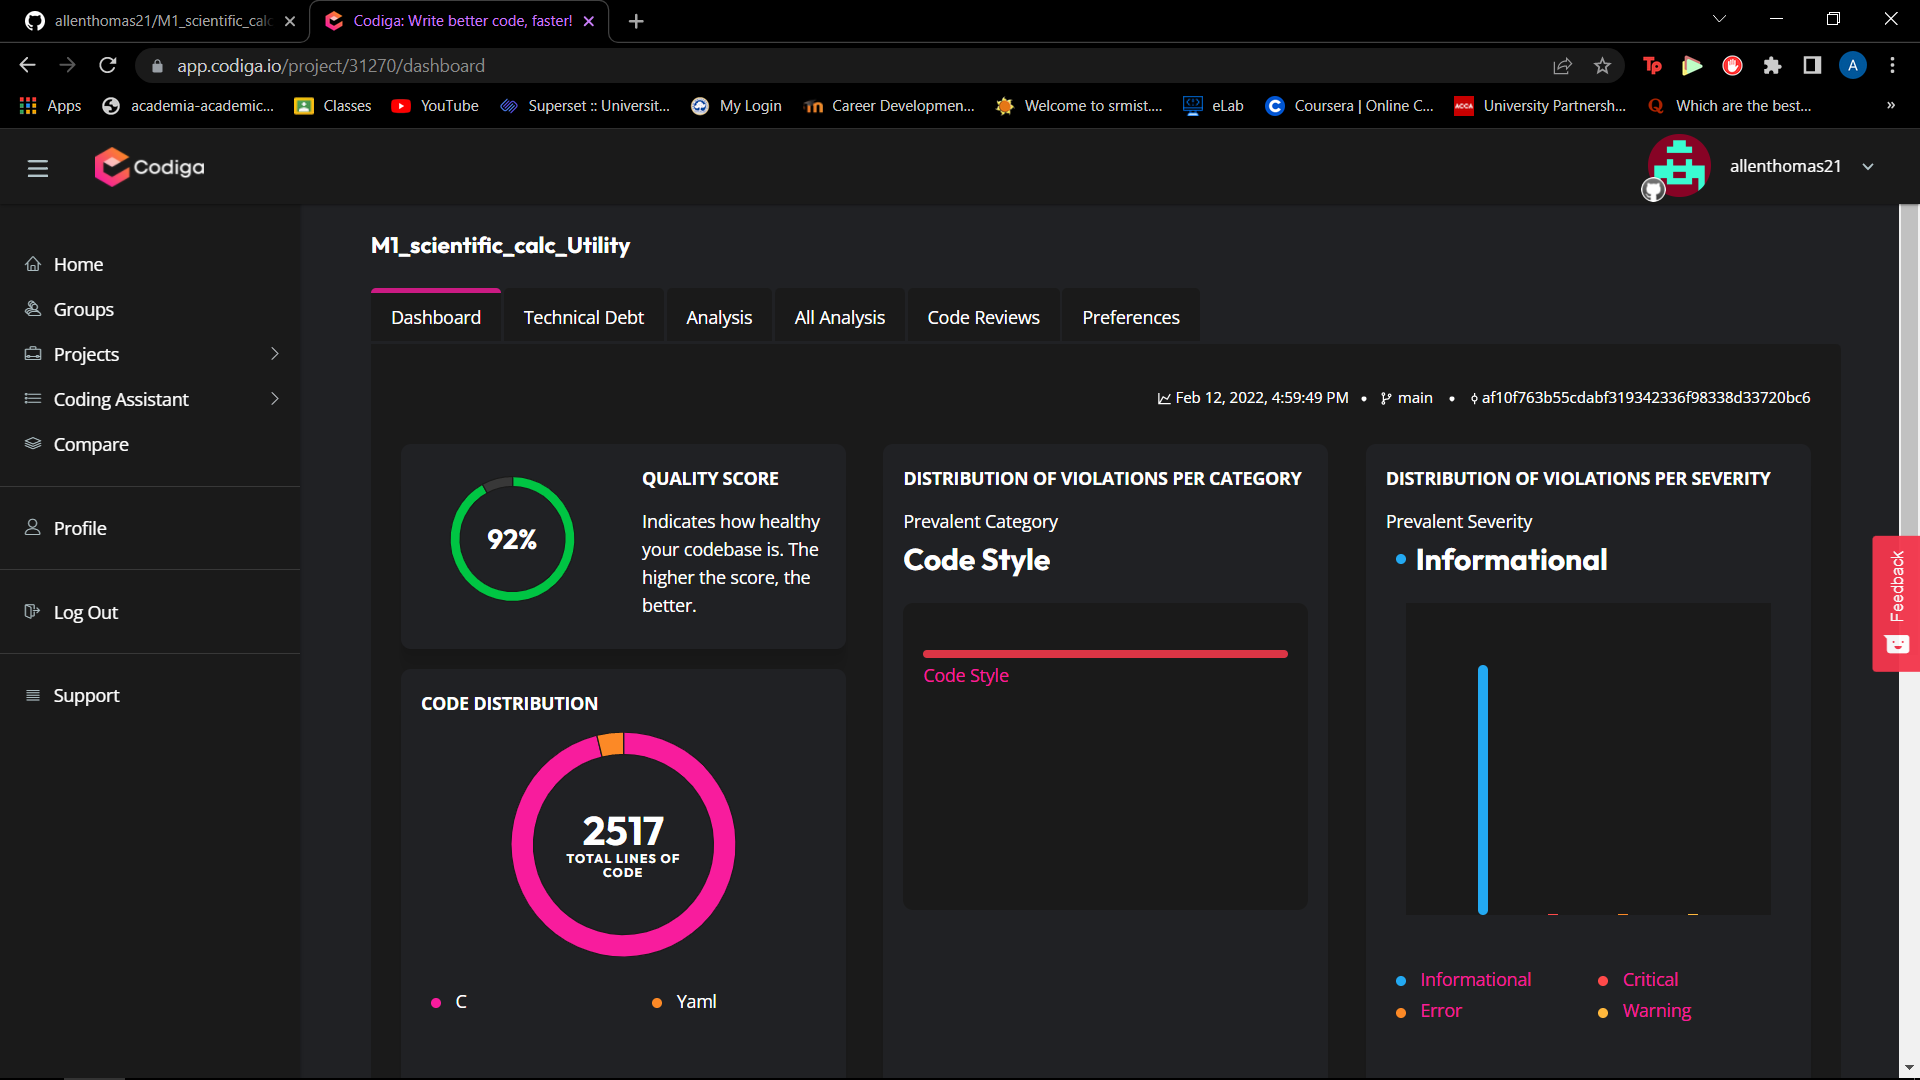 allenthomas21/M1_scientific_calc
Codiga: Write better code, faster!
app.codiga.io/project/31270/dashboard
Tp
A
Apps
academia-academic...
Classes
YouTube
Superset :: Universit...
My Login
Career Developmen...
Welcome to srmist....
eLab
Coursera | Online C...
ACCA
University Partnersh...
Which are the best...
»
Codiga
allenthomas21
Home
Groups
Projects
Coding Assistant
Compare
Profile
Log Out
Support
M1_scientific_calc_Utility
Dashboard
Technical Debt
Analysis
All Analysis
Code Reviews
Preferences
Feb 12, 2022, 4:59:49 PM • main • af10f763b55cdabf319342336f98338d33720bc6
92%
QUALITY SCORE
Indicates how healthy
your codebase is. The
higher the score, the
better.
CODE DISTRIBUTION
2517
TOTAL LINES OF
CODE
C
Yaml
DISTRIBUTION OF VIOLATIONS PER CATEGORY
Prevalent Category
Code Style
Code Style
DISTRIBUTION OF VIOLATIONS PER SEVERITY
Prevalent Severity
Informational
Informational
Critical
Error
Warning
Feedback